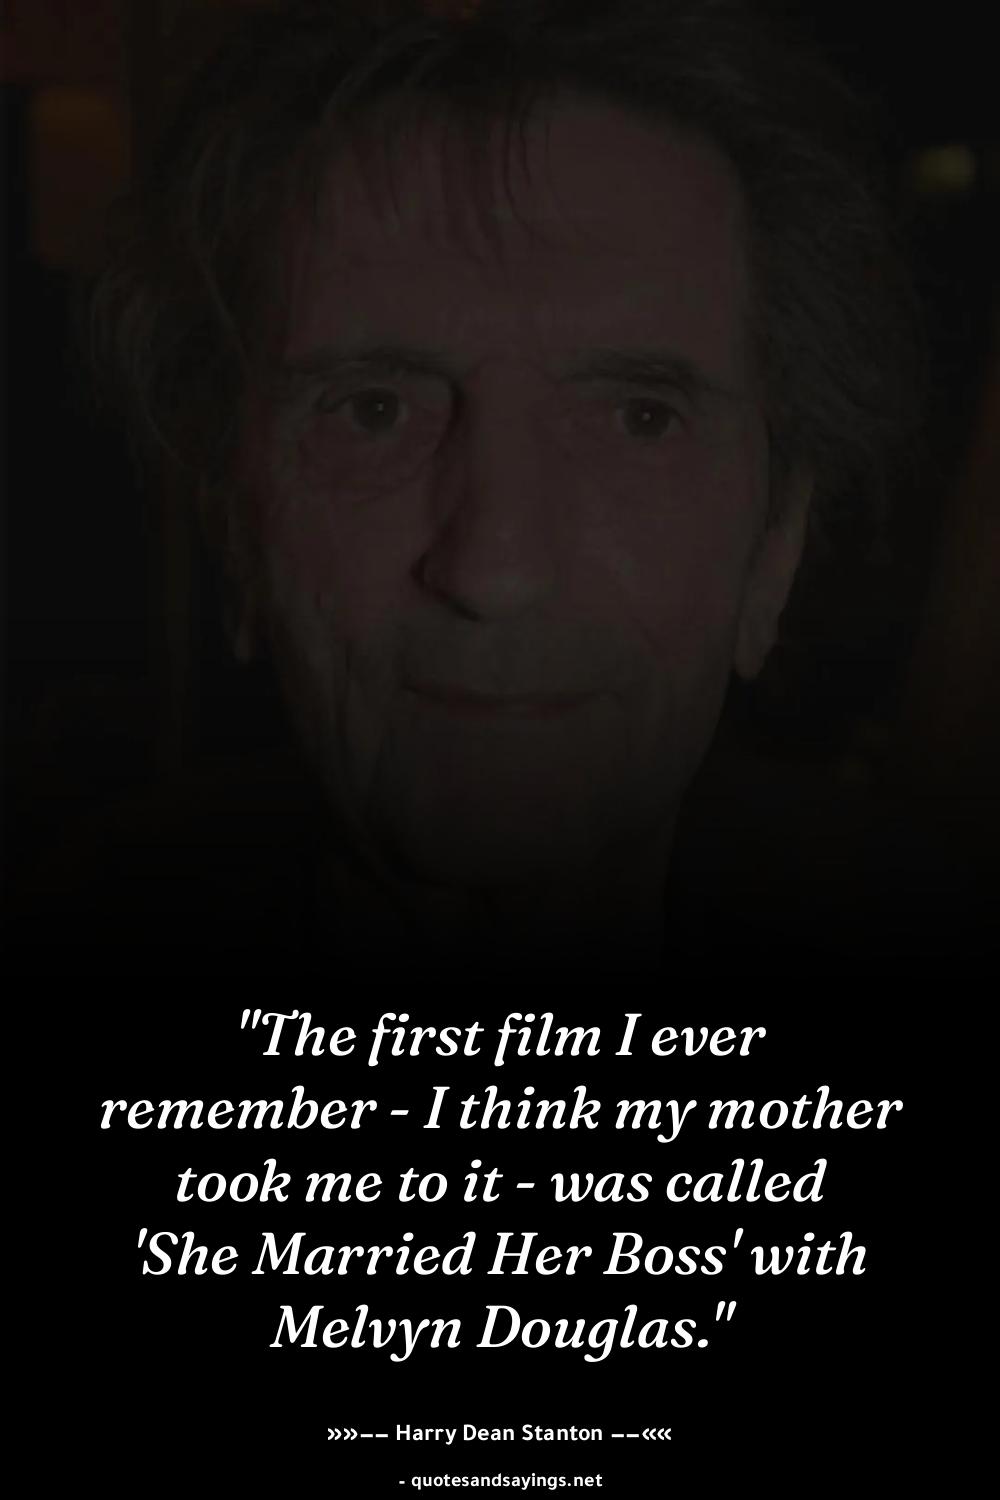 "The first film I ever
remember - I think my mother
took me to it - was called
'She Married Her Boss' with
Melvyn Douglas."
»»−− Harry Dean Stanton −−««
- quotesandsayings.net